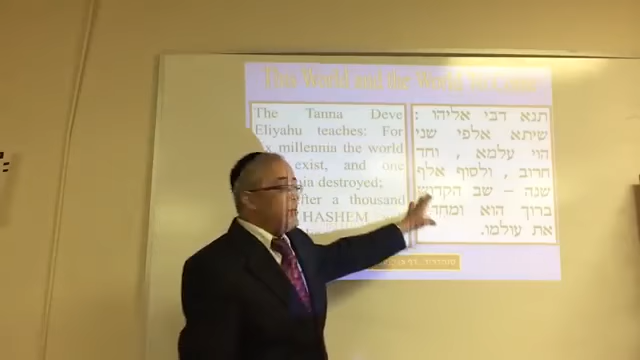 This World and the World to Come
The Tanna Deve
Eliyahu teaches: For
x millennia the world
exist, and one
destroyed;
after a thousand
HASHEM
תנא דבי אליהו :
שיתא אלפי שני
הוי עלמא , וחד
חרוב , ולסוף אלף
שנה – שב הקדוש
ברוך הוא ומחדש
את עולמו.